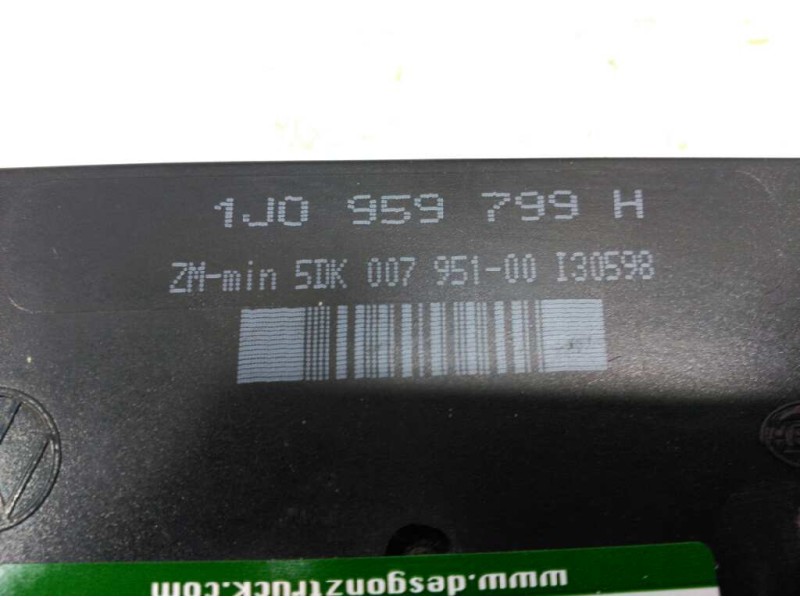 1J0 959 799 H
ZM-min 5DK 007 951-00 I30598
www.desgonztruck.com